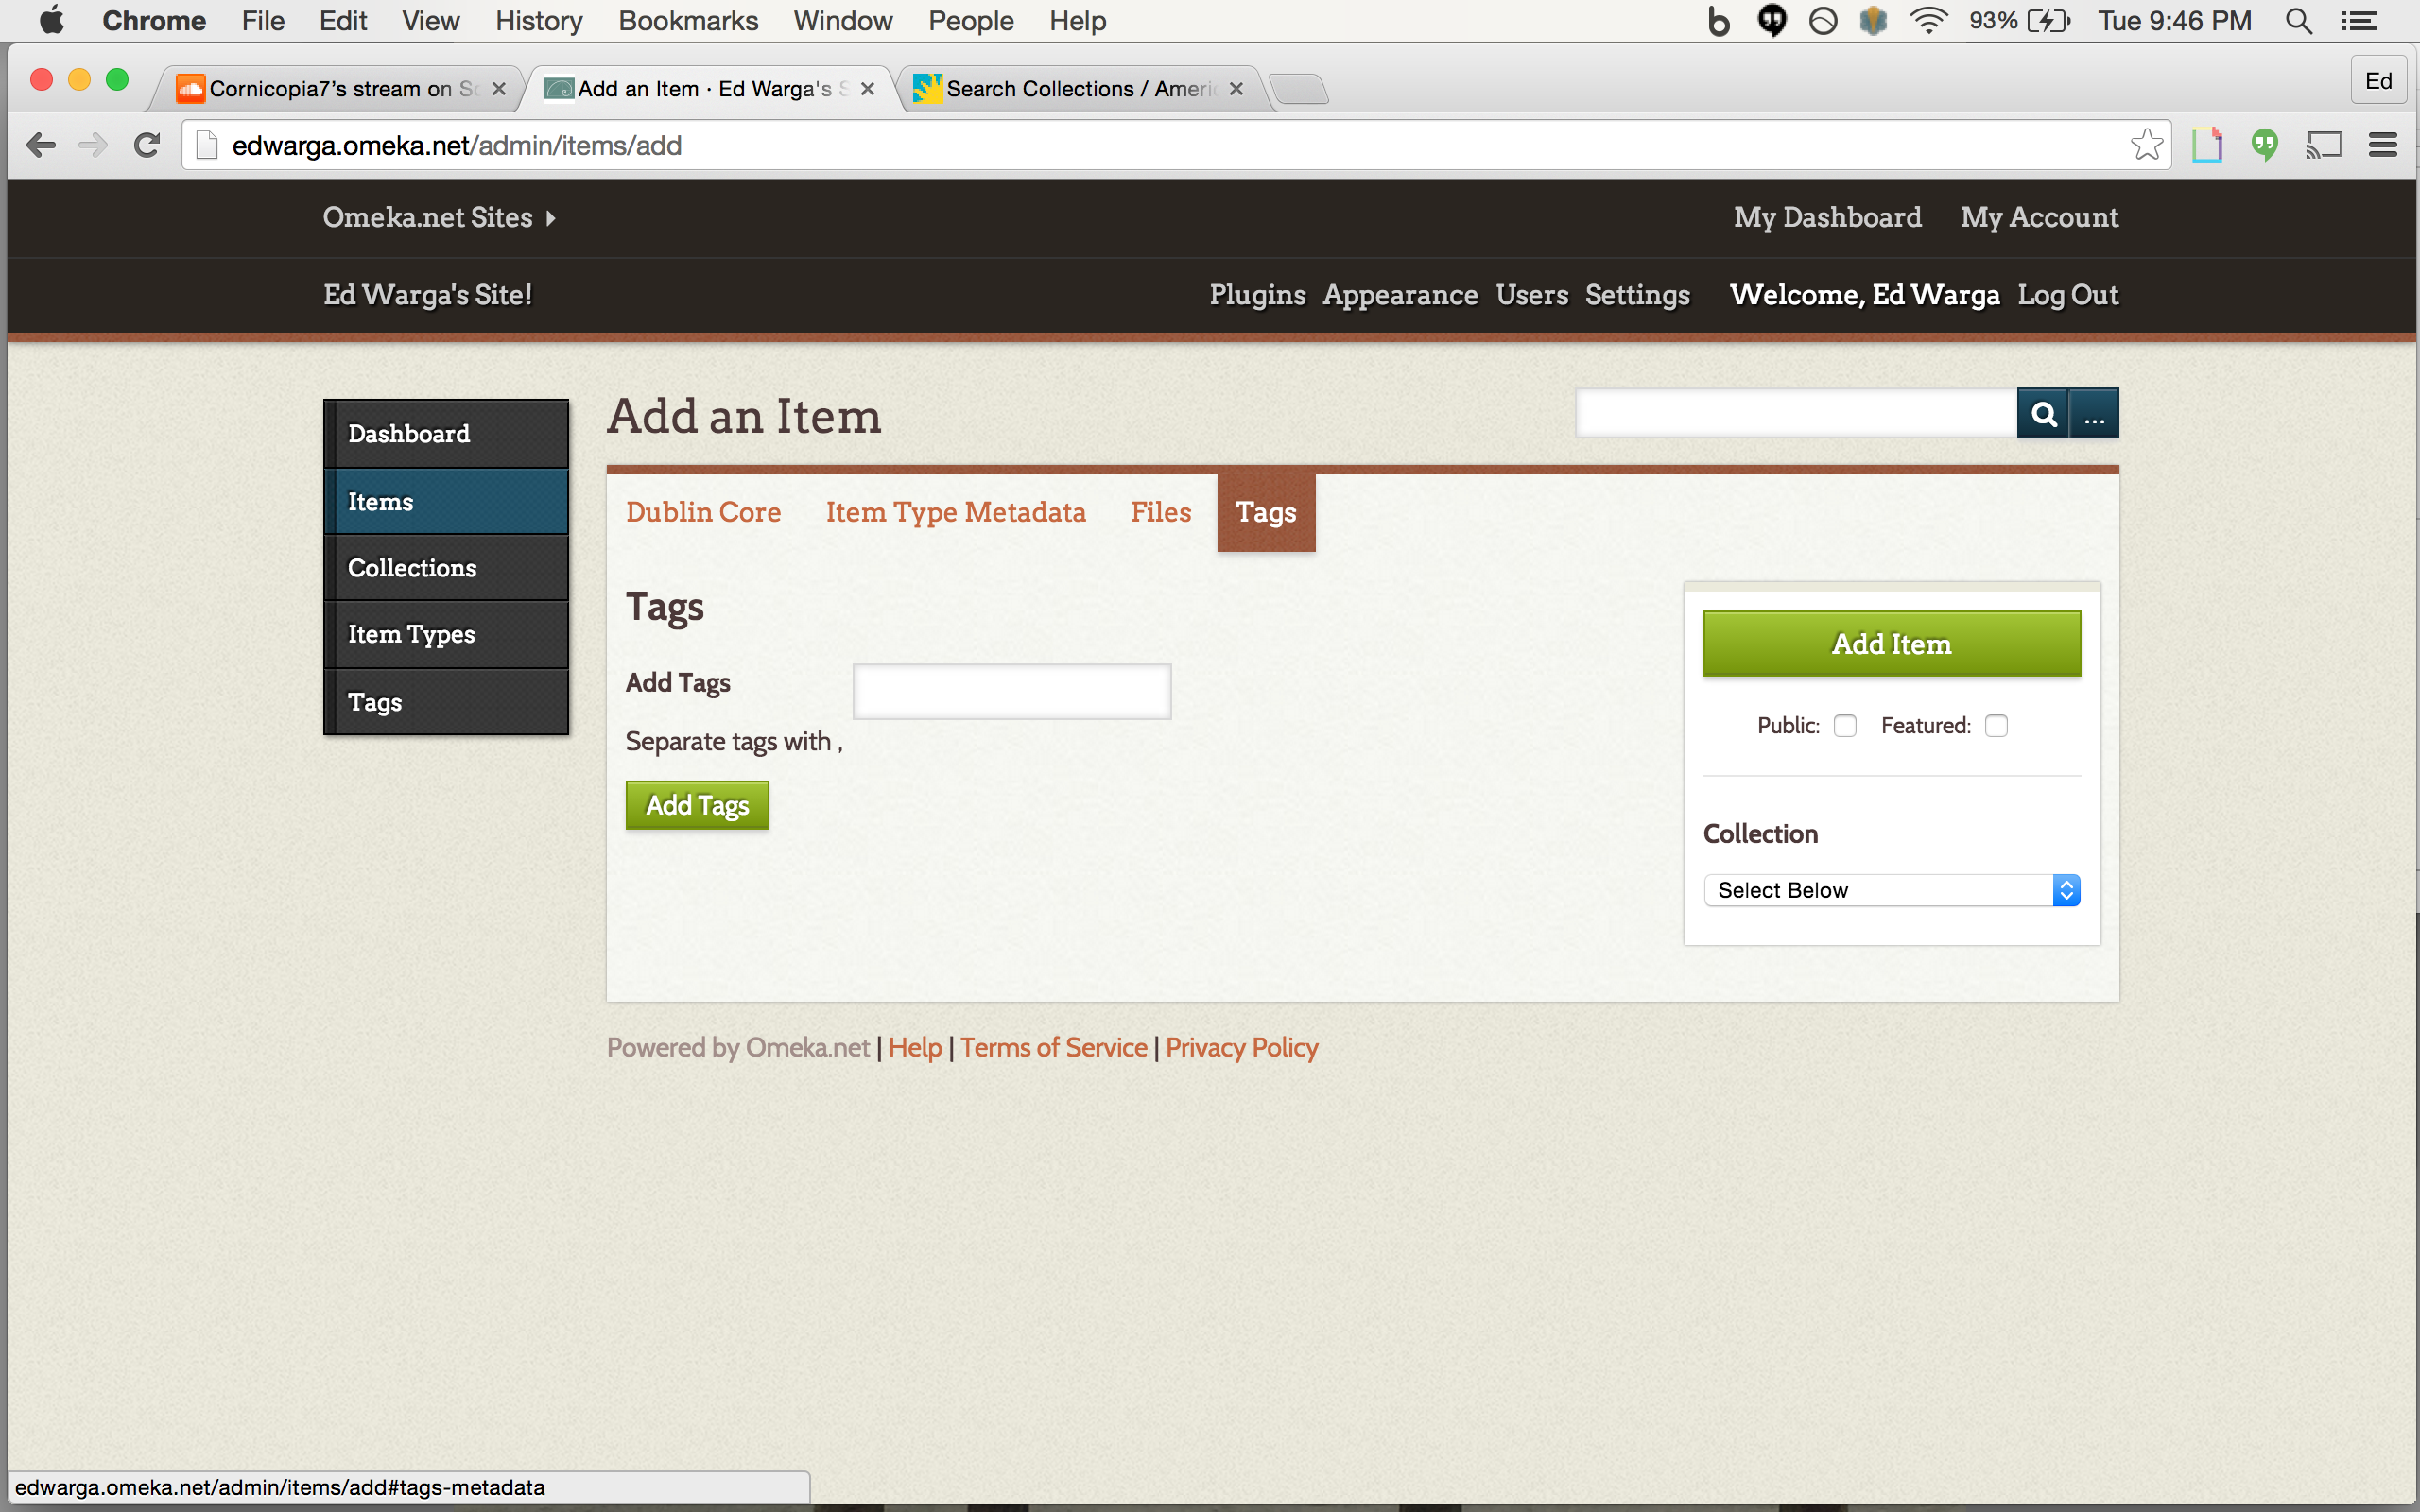 Chrome File Edit View History Bookmarks Window People Help 93% Tue 9:46 PM
Cornicopia7's stream on Add an Item · Ed Warga's Search Collections / Ameri Ed
edwarga.omeka.net/admin/items/add
Omeka.net Sites My Dashboard My Account
Ed Warga's Site! Plugins Appearance Users Settings Welcome, Ed Warga Log Out
Dashboard
Items
Collections
Item Types
Tags
Add an Item
...
Dublin Core Item Type Metadata Files Tags
Tags
Add Tags
Separate tags with ,
Add Tags
Add Item
Public: Featured:
Collection
Select Below
Powered by Omeka.net | Help | Terms of Service | Privacy Policy
edwarga.omeka.net/admin/items/add#tags-metadata